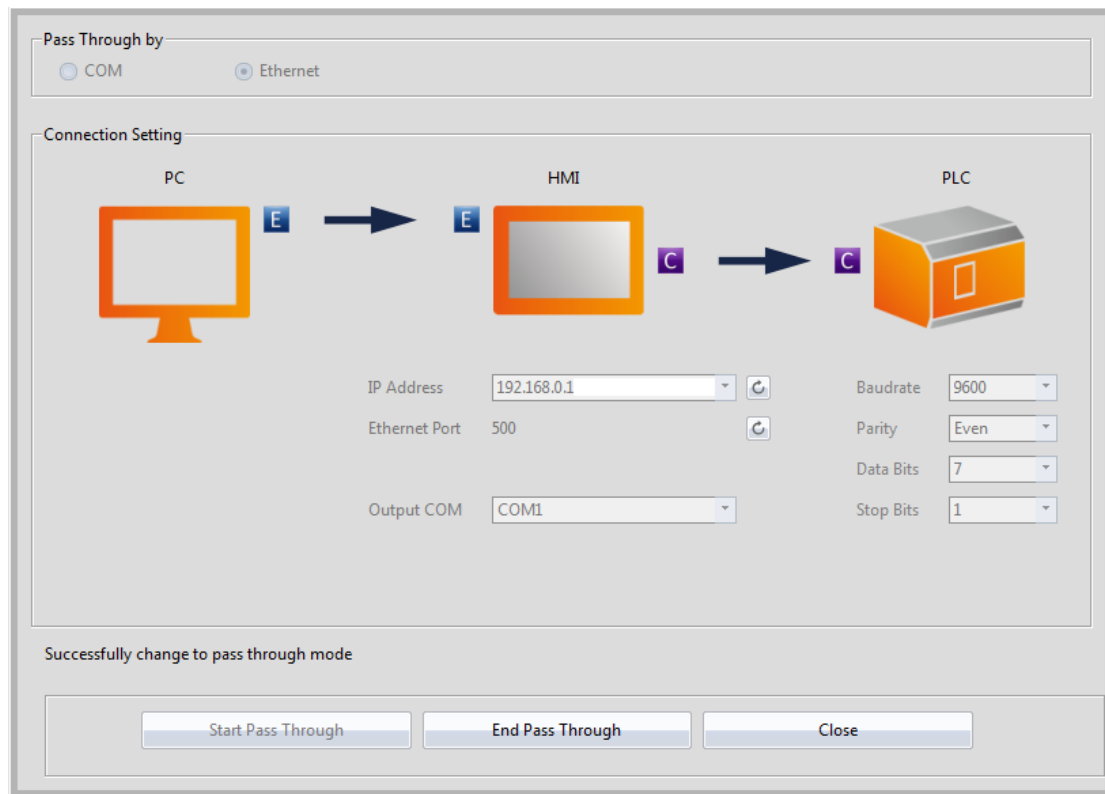 Pass Through by
COM Ethernet
Connection Setting
PC HMI PLC
E E
C C
IP Address 192.168.0.1 Baudrate 9600
Ethernet Port 500 Parity Even
Data Bits 7
Output COM COM1 Stop Bits 1
Successfully change to pass through mode
Start Pass Through End Pass Through Close